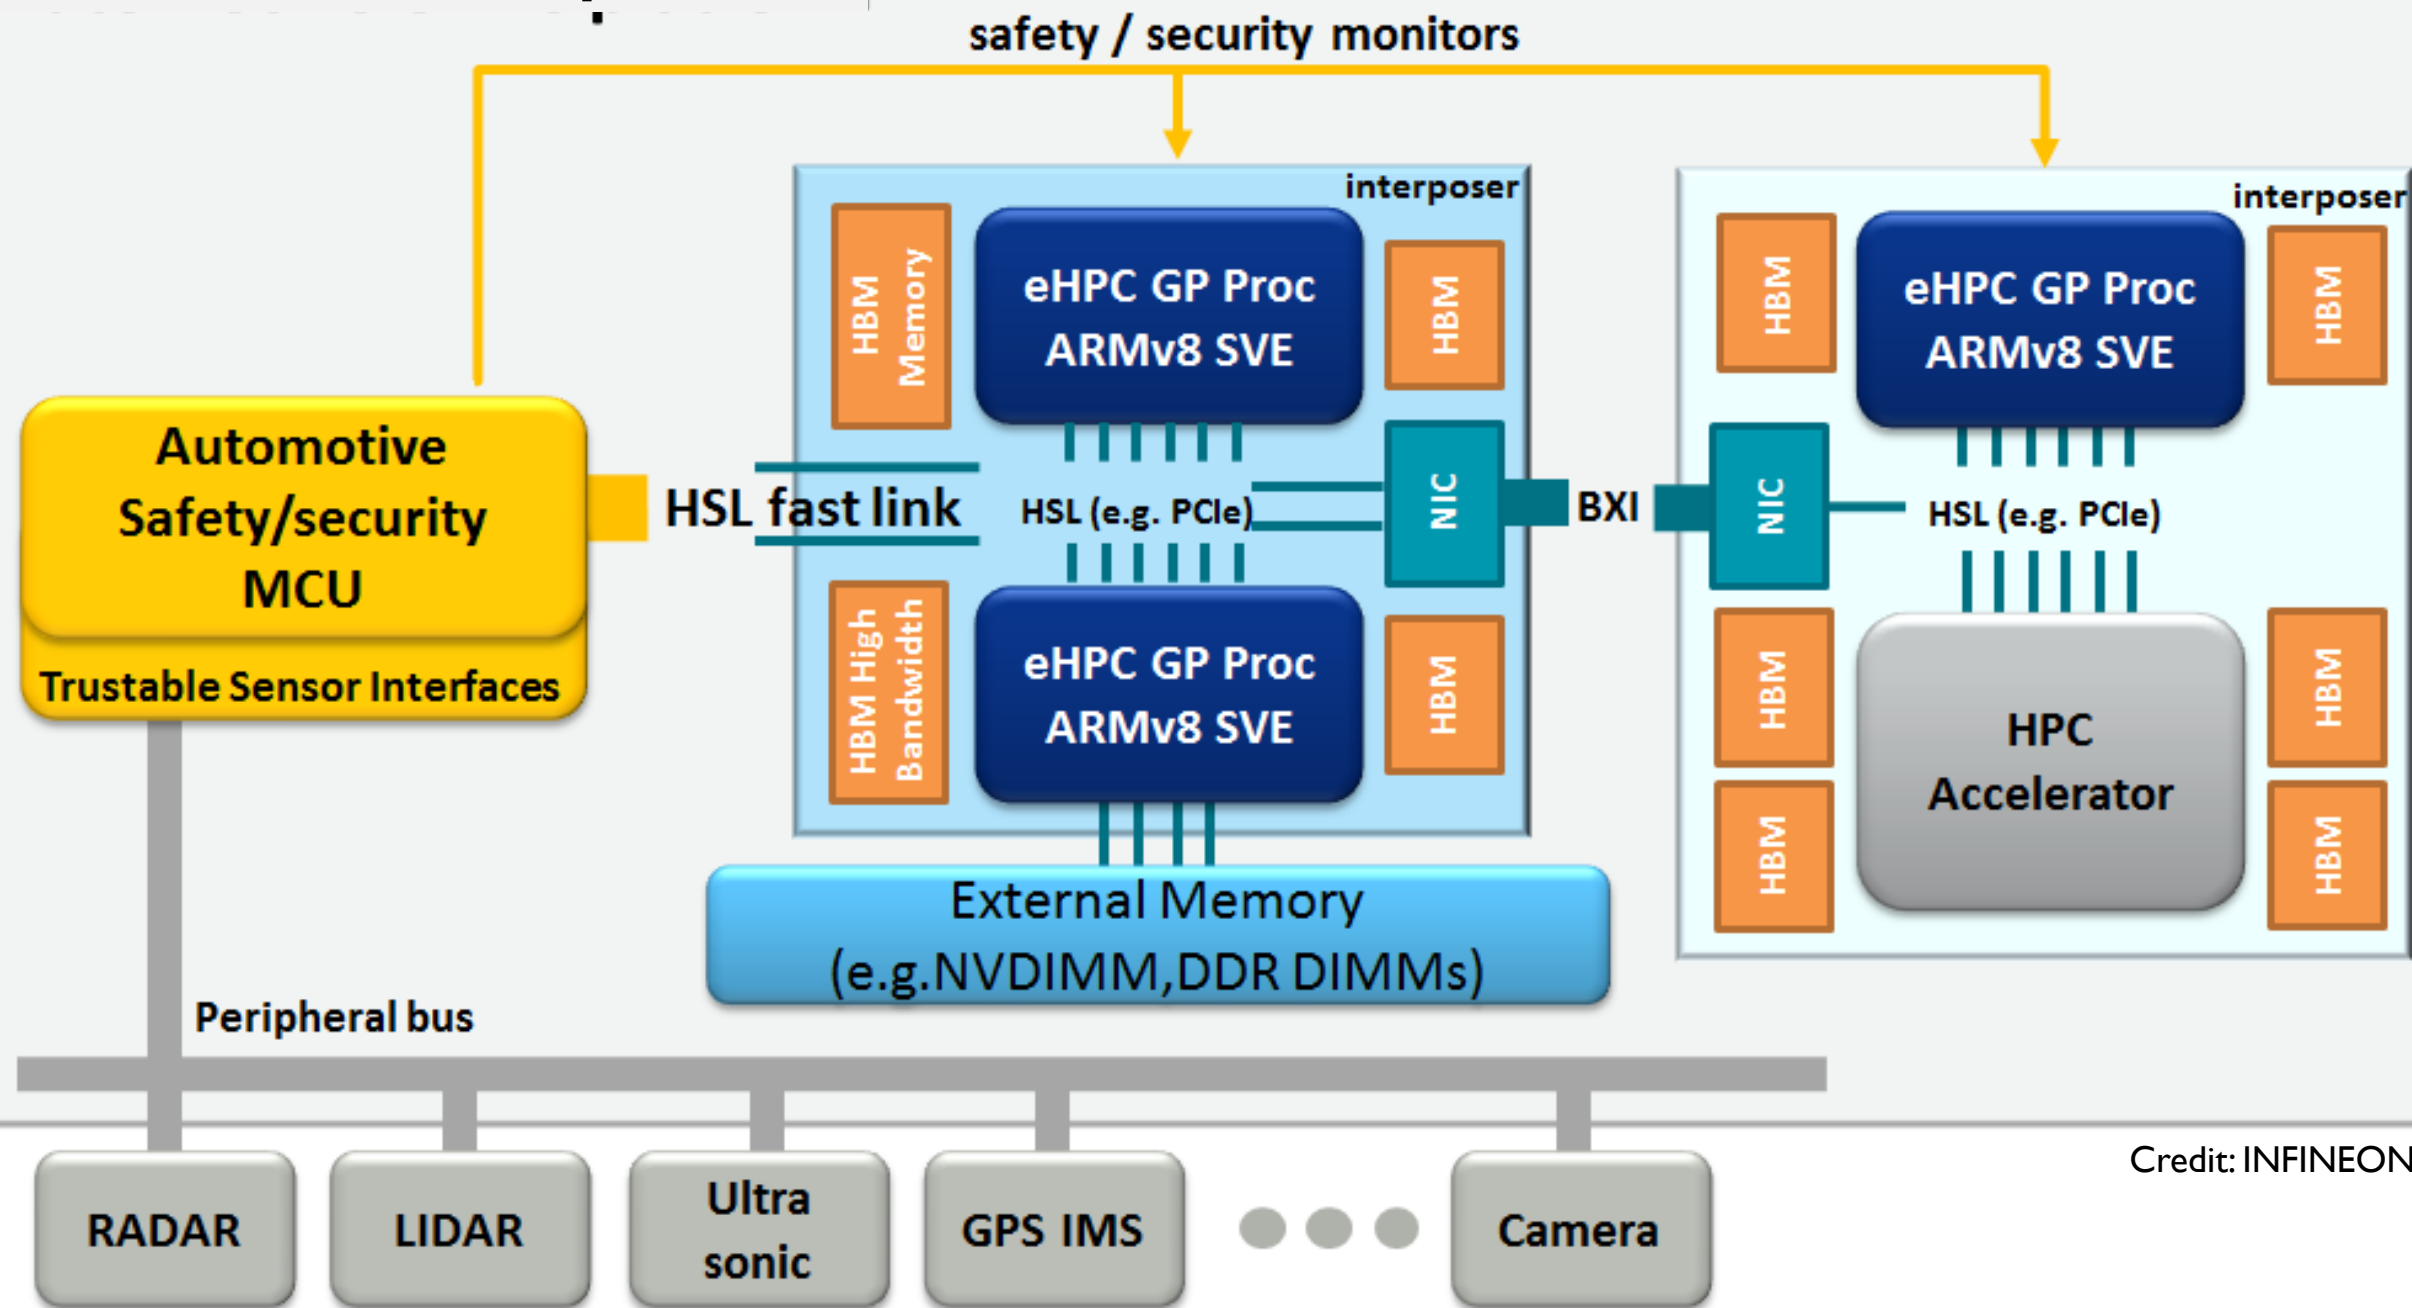 safety / security monitors
interposer
HBM
Memory
eHPC GP Proc
ARMv8 SVE
HBM
interposer
HBM
eHPC GP Proc
ARMv8 SVE
HBM
Automotive
Safety/security
MCU
Trustable Sensor Interfaces
HSL fast link
HSL (e.g. PCIe)
NIC
BXI
NIC
HSL (e.g. PCIe)
HBM High
Bandwidth
eHPC GP Proc
ARMv8 SVE
HBM
HBM
HPC
Accelerator
HBM
HBM
HBM
External Memory
(e.g.NVDIMM,DDR DIMMs)
Peripheral bus
Credit: INFINEON
RADAR
LIDAR
Ultra
sonic
GPS IMS
Camera